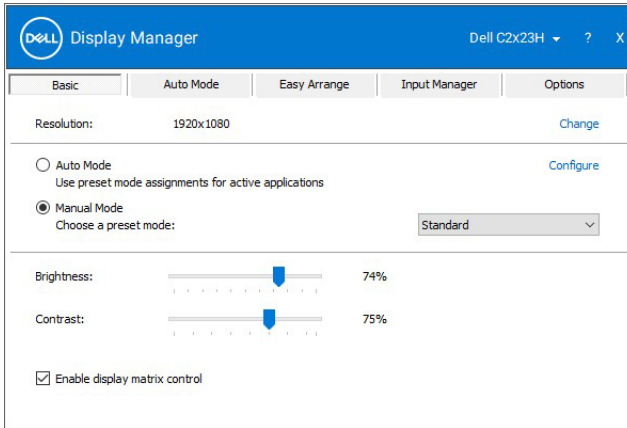 DELL Display Manager Dell C2x23H ? X
Basic Auto Mode Easy Arrange Input Manager Options
Resolution: 1920x1080 Change
Auto Mode Configure
Use preset mode assignments for active applications
Manual Mode
Choose a preset mode: Standard
Brightness: 74%
Contrast: 75%
Enable display matrix control